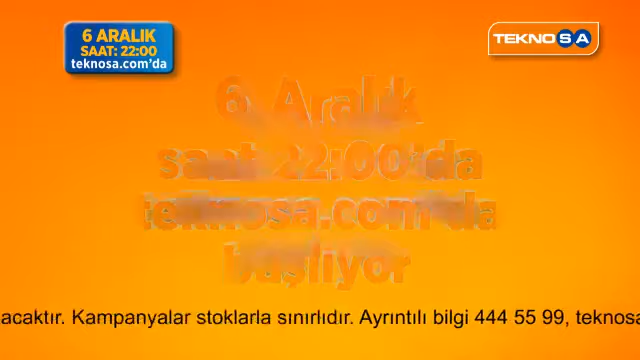 6 ARALIK
SAAT: 22:00
teknosa.com'da
TEKNOSA
6 Aralık
saat 22:00'da
teknosa.com'da
başlıyor
acaktır. Kampanyalar stoklarla sınırlıdır. Ayrıntılı bilgi 444 55 99, teknosa